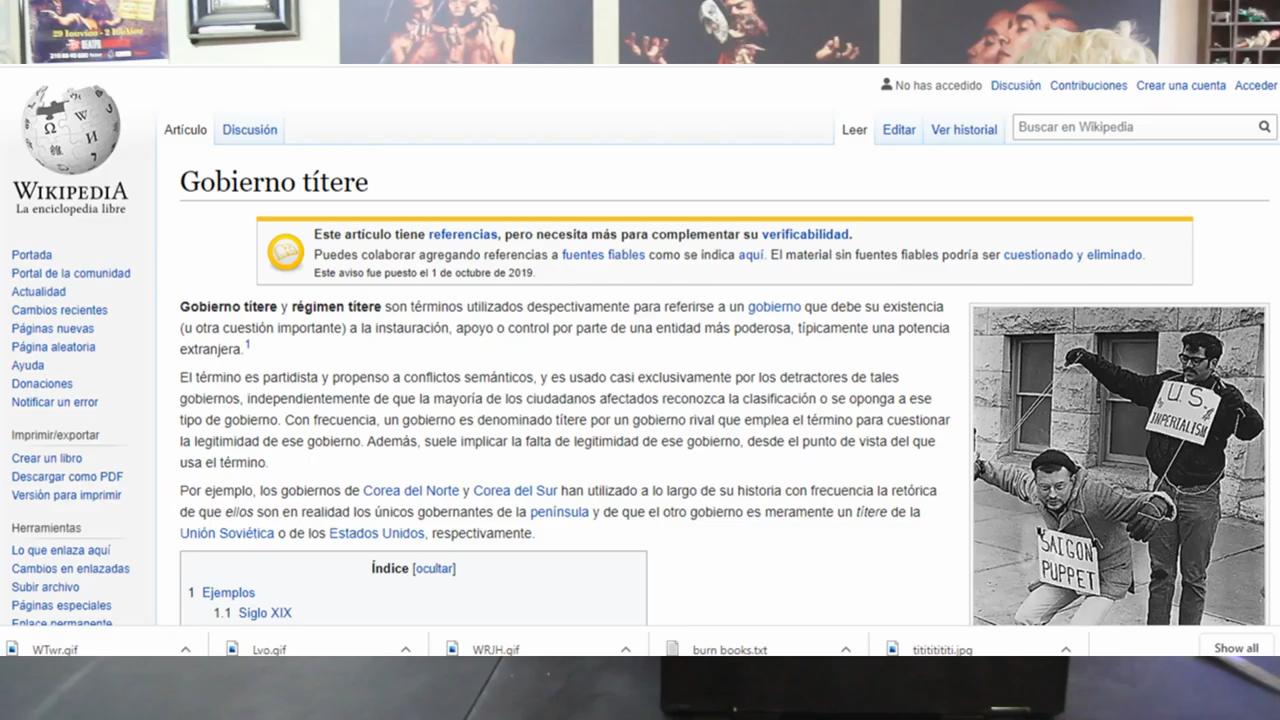 29 Ιουνίου - 2 Ιουλίου
No has accedido Discusión Contribuciones Crear una cuenta Acceder
Artículo Discusión Leer Editar Ver historial Buscar en Wikipedia
WIKIPEDIA
La enciclopedia libre
Portada
Portal de la comunidad
Actualidad
Cambios recientes
Páginas nuevas
Página aleatoria
Ayuda
Donaciones
Notificar un error
Imprimir/exportar
Crear un libro
Descargar como PDF
Versión para imprimir
Herramientas
Lo que enlaza aquí
Cambios en enlazadas
Subir archivo
Páginas especiales
Enlace permanente
Gobierno títere
Este artículo tiene referencias, pero necesita más para complementar su verificabilidad.
Puedes colaborar agregando referencias a fuentes fiables como se indica aquí. El material sin fuentes fiables podría ser cuestionado y eliminado.
Este aviso fue puesto el 1 de octubre de 2019.
Gobierno títere y régimen títere son términos utilizados despectivamente para referirse a un gobierno que debe su existencia
(u otra cuestión importante) a la instauración, apoyo o control por parte de una entidad más poderosa, típicamente una potencia
extranjera.1
El término es partidista y propenso a conflictos semánticos, y es usado casi exclusivamente por los detractores de tales
gobiernos, independientemente de que la mayoría de los ciudadanos afectados reconozca la clasificación o se oponga a ese
tipo de gobierno. Con frecuencia, un gobierno es denominado títere por un gobierno rival que emplea el término para cuestionar
la legitimidad de ese gobierno. Además, suele implicar la falta de legitimidad de ese gobierno, desde el punto de vista del que
usa el término.
Por ejemplo, los gobiernos de Corea del Norte y Corea del Sur han utilizado a lo largo de su historia con frecuencia la retórica
de que ellos son en realidad los únicos gobernantes de la península y de que el otro gobierno es meramente un títere de la
Unión Soviética o de los Estados Unidos, respectivamente.
Índice [ocultar]
1 Ejemplos
1.1 Siglo XIX
U.S.
IMPERIALISM
SAIGON
PUPPET
WTwr.gif Lvo.gif WRJH.gif burn books.txt titititititi.jpg Show all